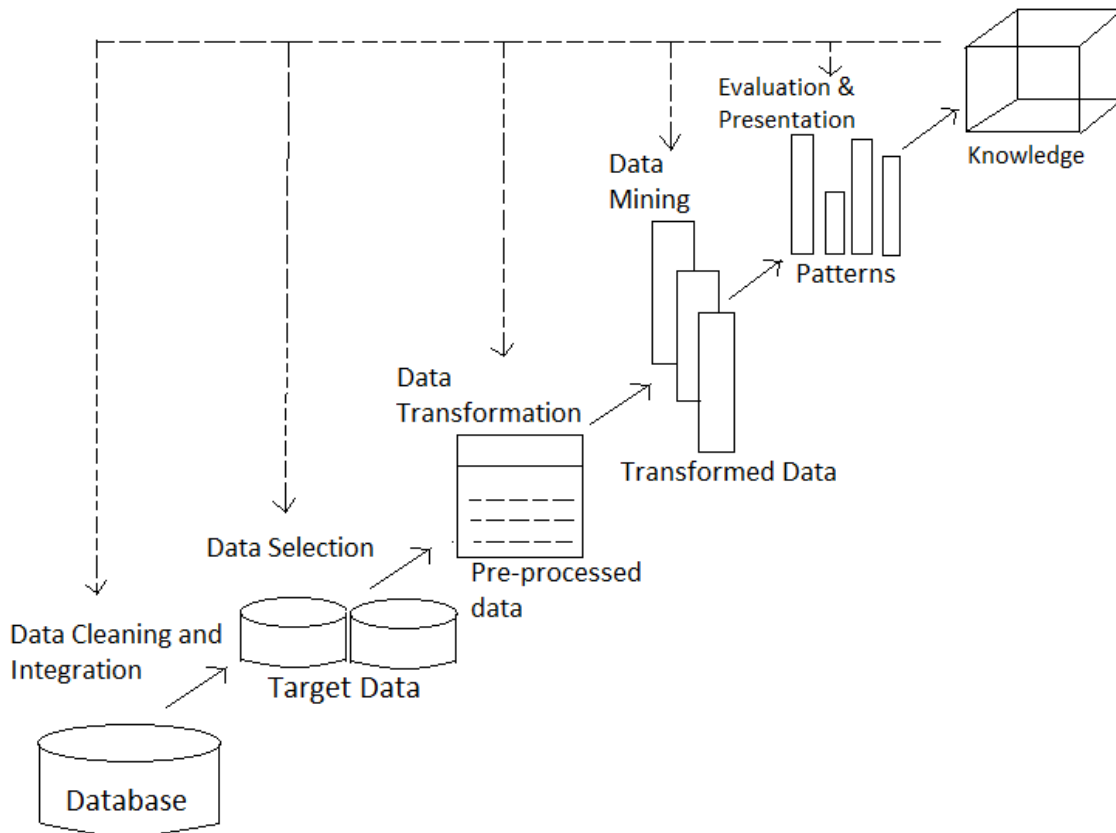 Evaluation &
Presentation
Knowledge
Data
Mining
Patterns
Data
Transformation
Transformed Data
Data Selection
Pre-processed
data
Data Cleaning and
Integration
Target Data
Database